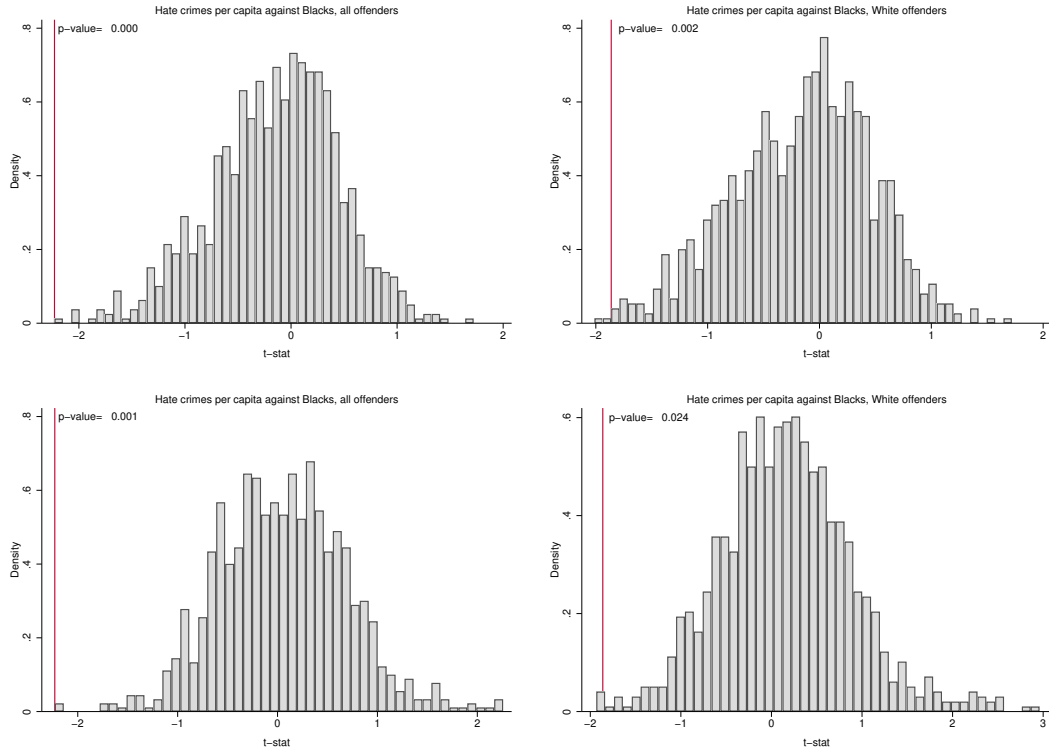 Hate crimes per capita against Blacks, all offenders
p−value= 0.000
Density
0 .2 .4 .6 .8
−2 −1 0 1 2
t−stat
Hate crimes per capita against Blacks, White offenders
p−value= 0.002
Density
0 .2 .4 .6 .8
−2 −1 0 1 2
t−stat
Hate crimes per capita against Blacks, all offenders
p−value= 0.001
Density
0 .2 .4 .6 .8
−2 −1 0 1 2
t−stat
Hate crimes per capita against Blacks, White offenders
p−value= 0.024
Density
0 .2 .4 .6
−2 −1 0 1 2 3
t−stat